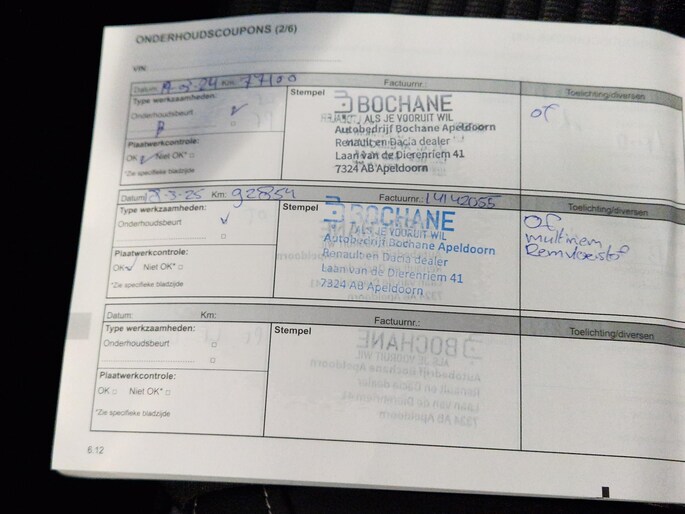 ONDERHOUDSCOUPONS (2/6)
VIN:
Datum: Km: 77100 Factuurnr.: Toelichting/diversen
Type werkzaamheden:
Onderhoudsbeurt
Plaatwerkcontrole:
OK Niet OK*
*Zie specifieke bladzijde
Stempel
BOCHANE
ALS JE VOORUIT WIL
Autobedrijf Bochane Apeldoorn
Renault en Dacia dealer
Laan van de Dierenriem 41
7324 AB Apeldoorn
of
Datum: -3-25 Km: 92854 Factuurnr.: 14142055 Toelichting/diversen
Type werkzaamheden:
Onderhoudsbeurt
Plaatwerkcontrole:
OK Niet OK*
*Zie specifieke bladzijde
Stempel
BOCHANE
ALS JE VOORUIT WIL
Autobedrijf Bochane Apeldoorn
Renault en Dacia dealer
Laan van de Dierenriem 41
7324 AB Apeldoorn
of
multiriem
Remvloeistof
Datum: Km: Factuurnr.: Toelichting/diversen
Type werkzaamheden:
Onderhoudsbeurt
Plaatwerkcontrole:
OK Niet OK*
*Zie specifieke bladzijde
Stempel
6.12